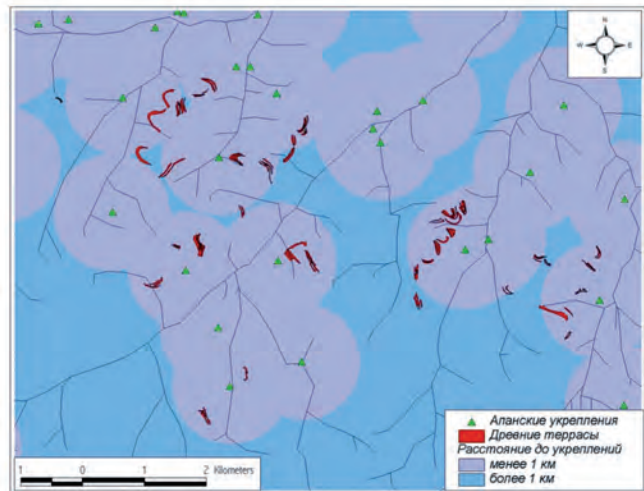 N
W E
S
Аланские укрепления
Древние террасы
Расстояние до укреплений
менее 1 км
более 1 км
1 0 1 2 Kilometers